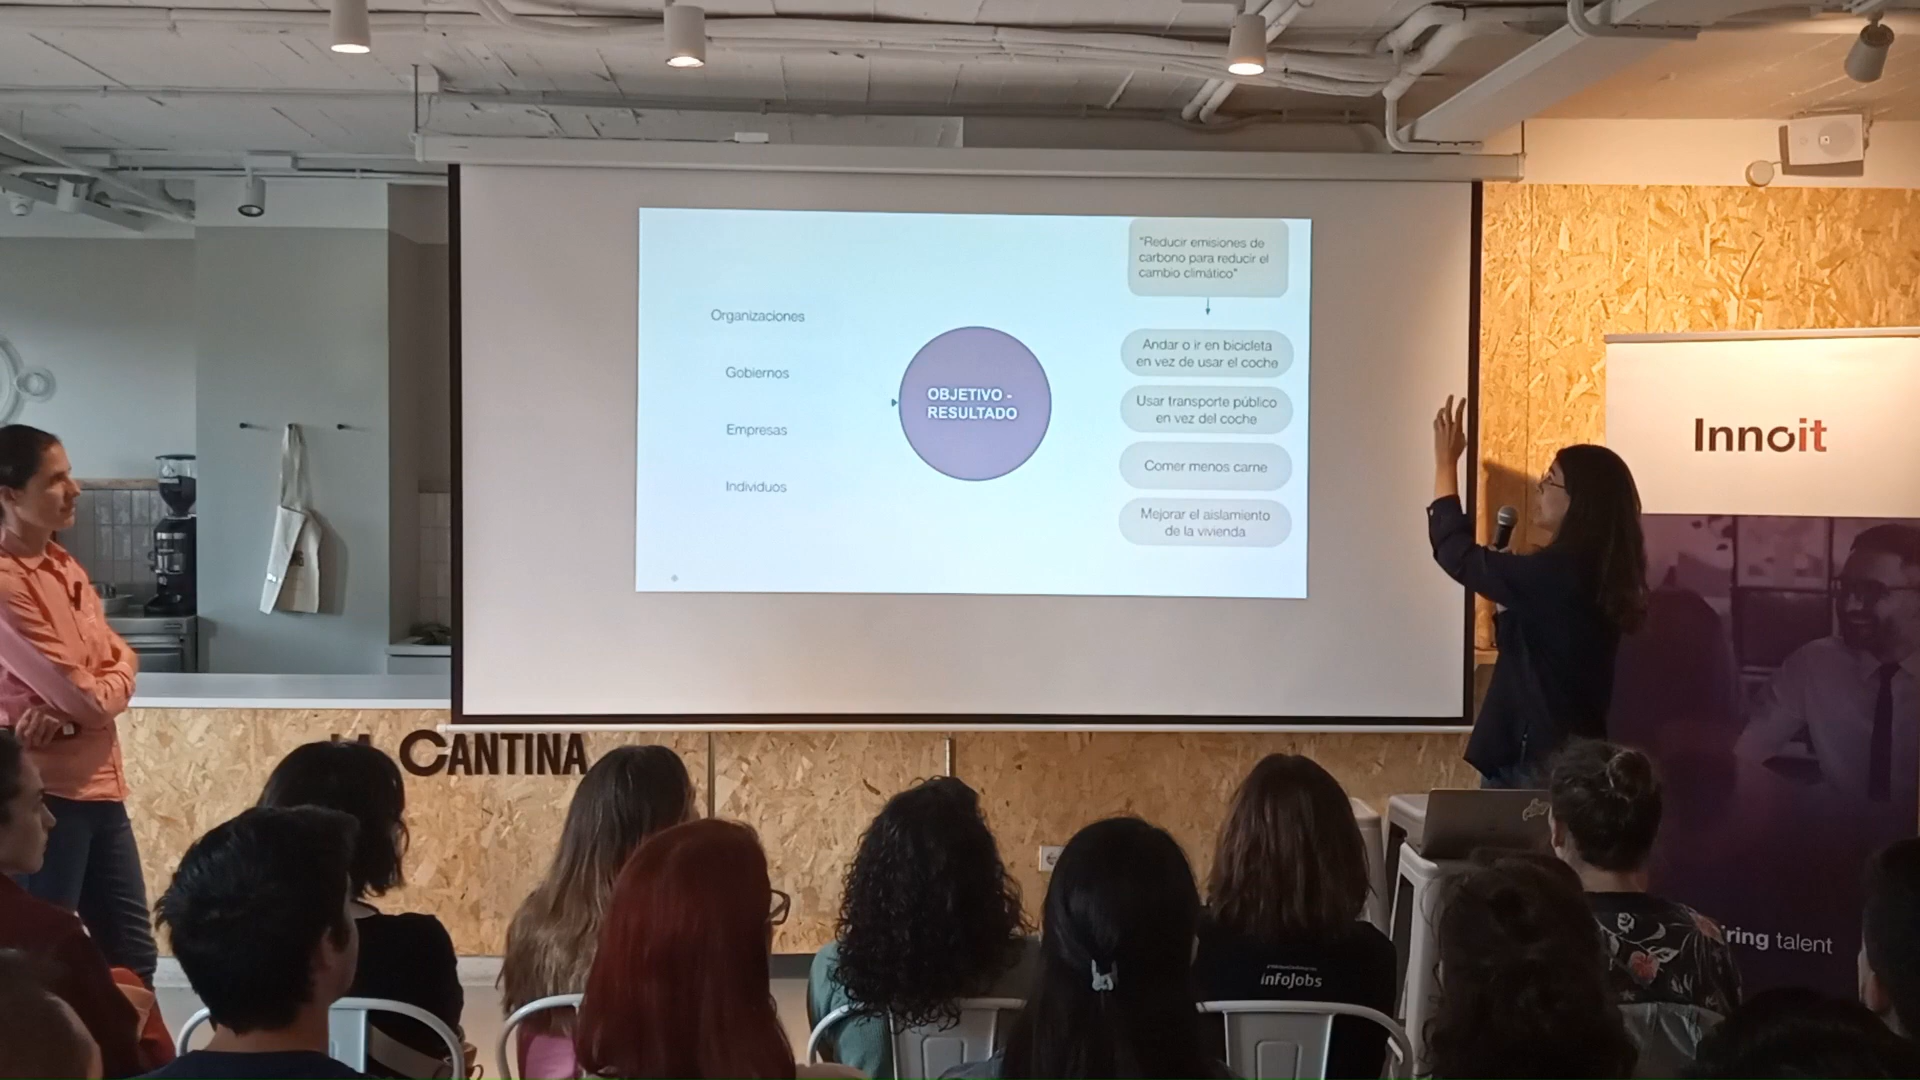 "Reducir emisiones de
carbono para reducir el
cambio climático"
Organizaciones
Gobiernos
Empresas
Individuos
OBJETIVO -
RESULTADO
Andar o ir en bicicleta
en vez de usar el coche
Usar transporte público
en vez del coche
Comer menos carne
Mejorar el aislamiento
de la vivienda
Innoit
CANTINA
talent
infoJobs